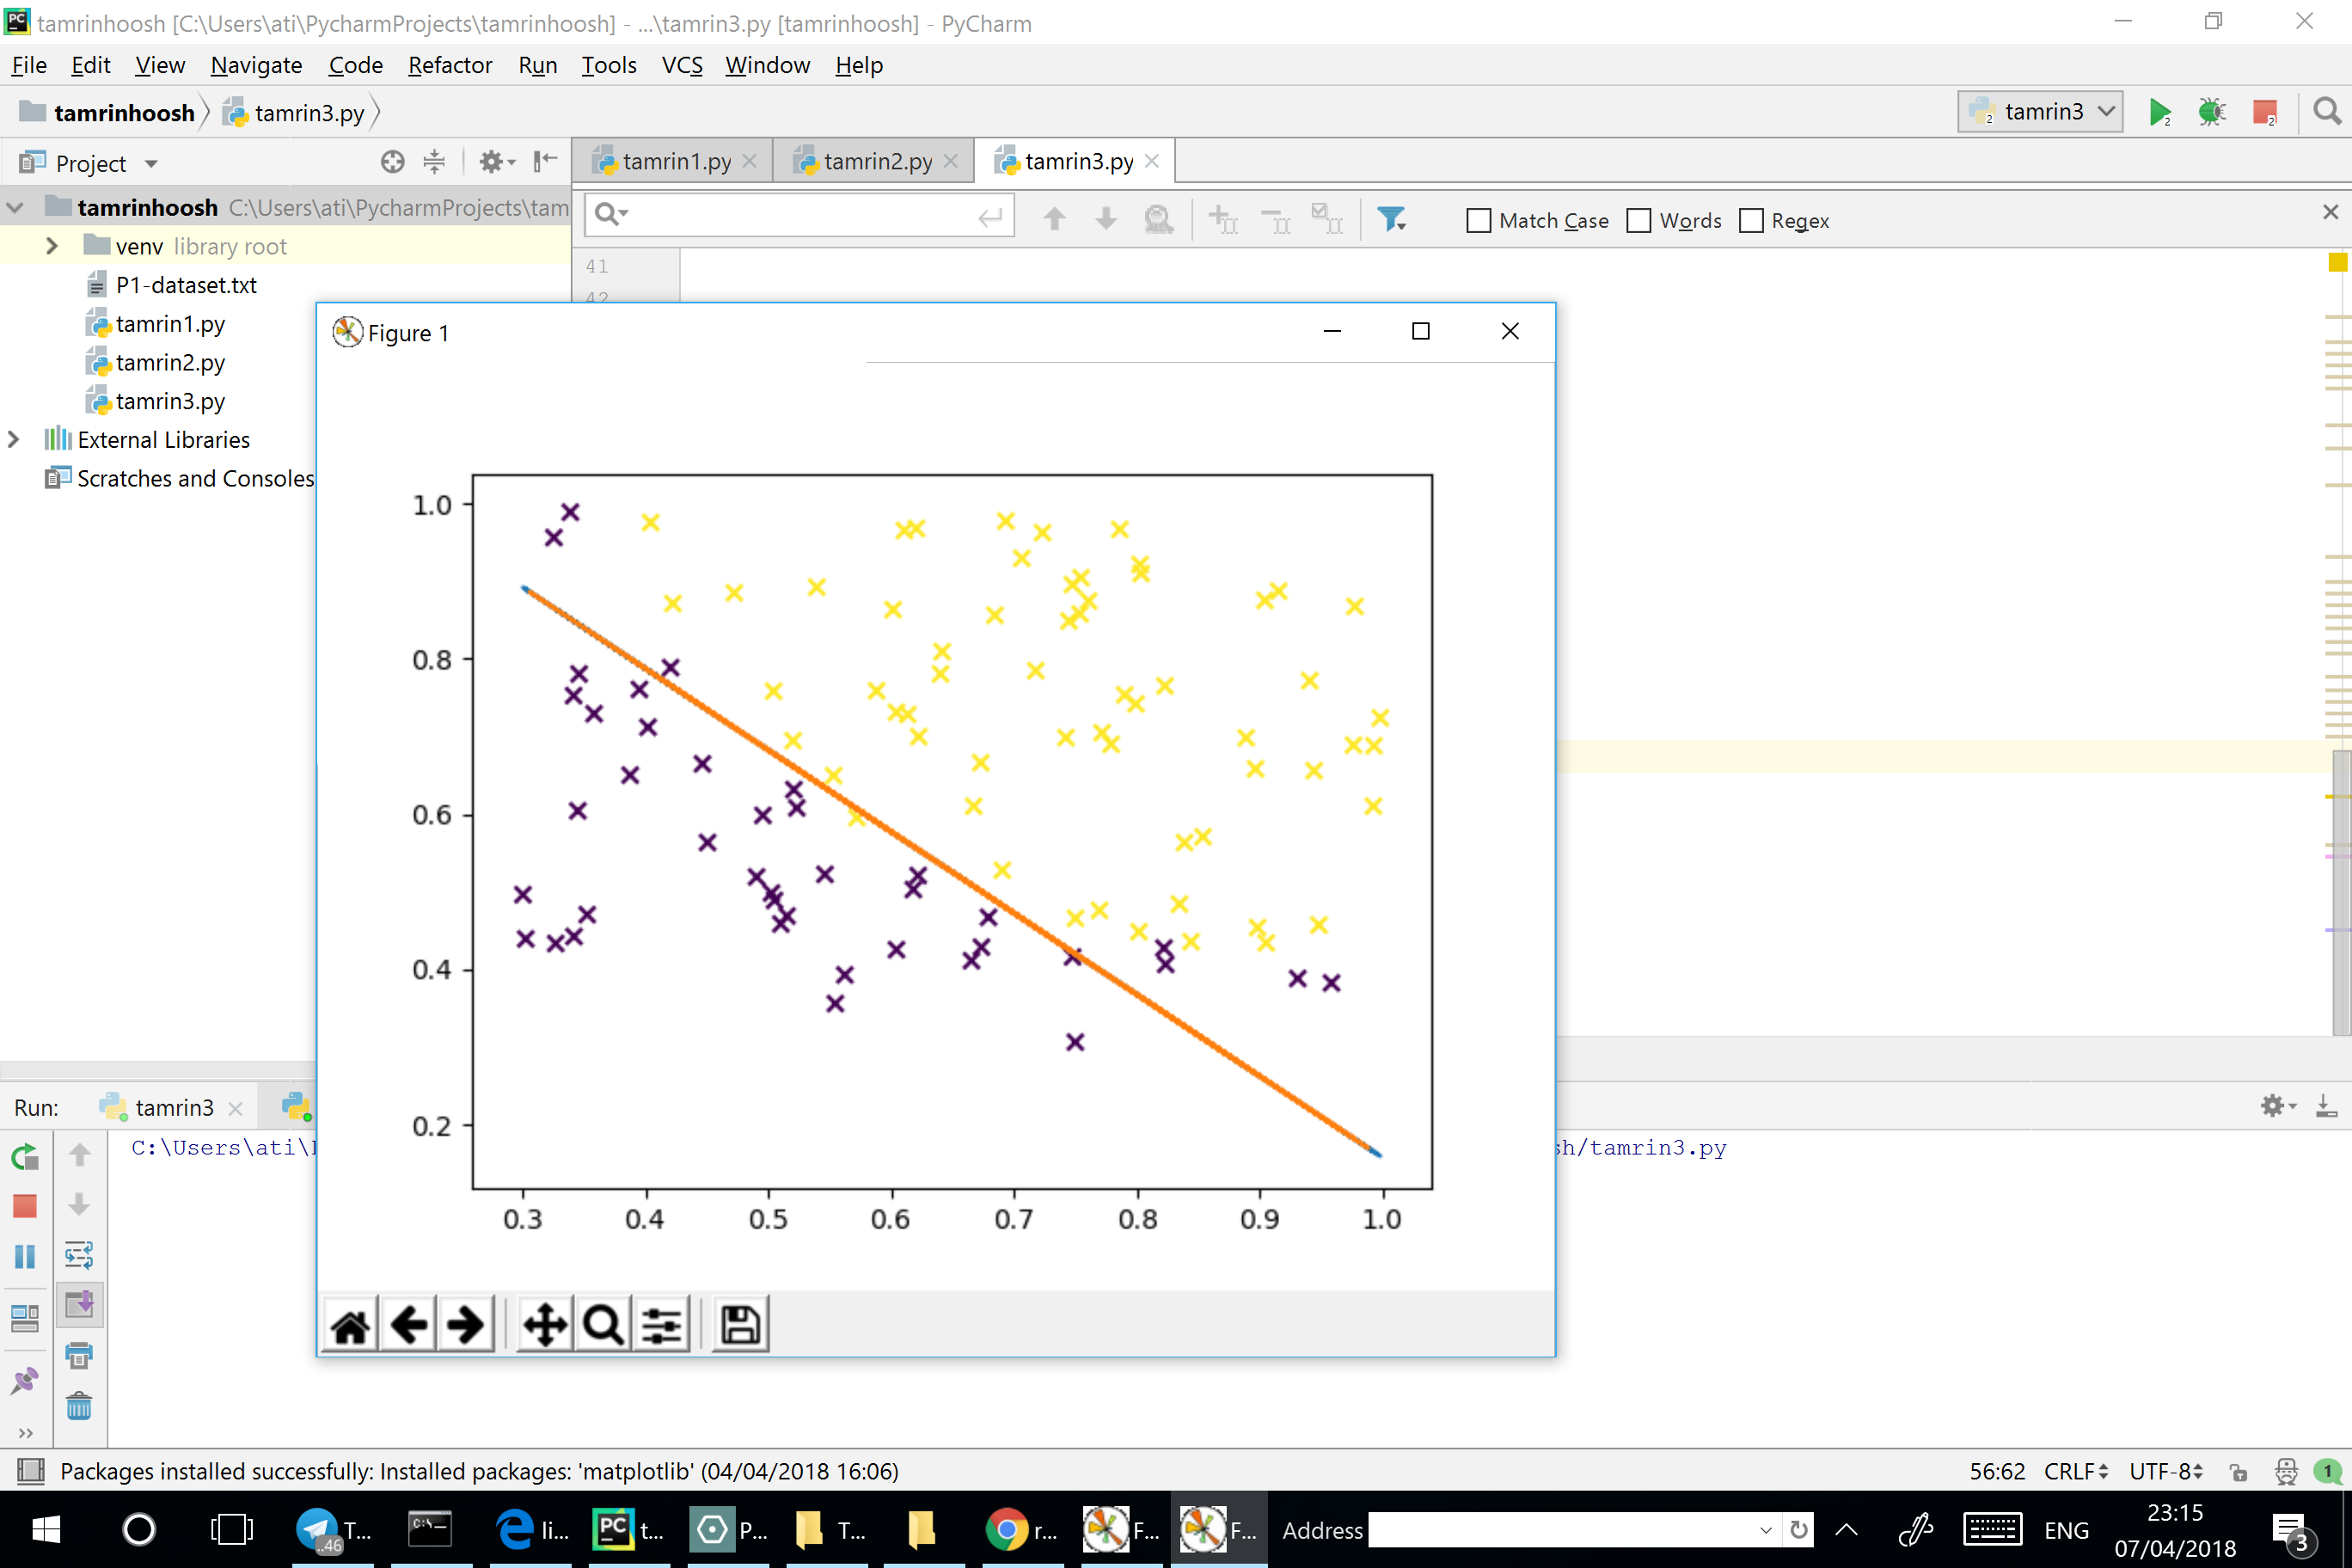 tamrinhoosh [C:\Users\ati\PycharmProjects\tamrinhoosh] - ...\tamrin3.py [tamrinhoosh] - PyCharm
File Edit View Navigate Code Refactor Run Tools VCS Window Help
tamrinhoosh tamrin3.py tamrin3
Project tamrin1.py tamrin2.py tamrin3.py
tamrinhoosh C:\Users\ati\PycharmProjects\tam
Match Case Words Regex
venv library root
41
P1-dataset.txt
42
tamrin1.py
Figure 1
tamrin2.py
tamrin3.py
External Libraries
Scratches and Consoles
1.0
0.8
0.6
0.4
0.2
0.3 0.4 0.5 0.6 0.7 0.8 0.9 1.0
Run: tamrin3
C:\Users\ati\ sh/tamrin3.py
Packages installed successfully: Installed packages: 'matplotlib' (04/04/2018 16:06)
56:62 CRLF UTF-8 1
T... ..46 C:\_ li... PC t... P... T... r... F... F... Address ENG 23:15
07/04/2018 3